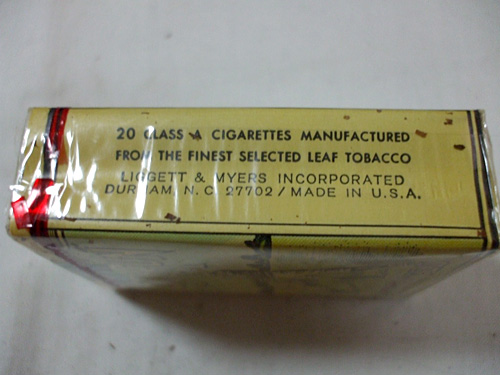 20 CLASS A CIGARETTES MANUFACTURED
FROM THE FINEST SELECTED LEAF TOBACCO
LIGGETT & MYERS INCORPORATED
DURHAM, N.C. 27702 / MADE IN U.S.A.